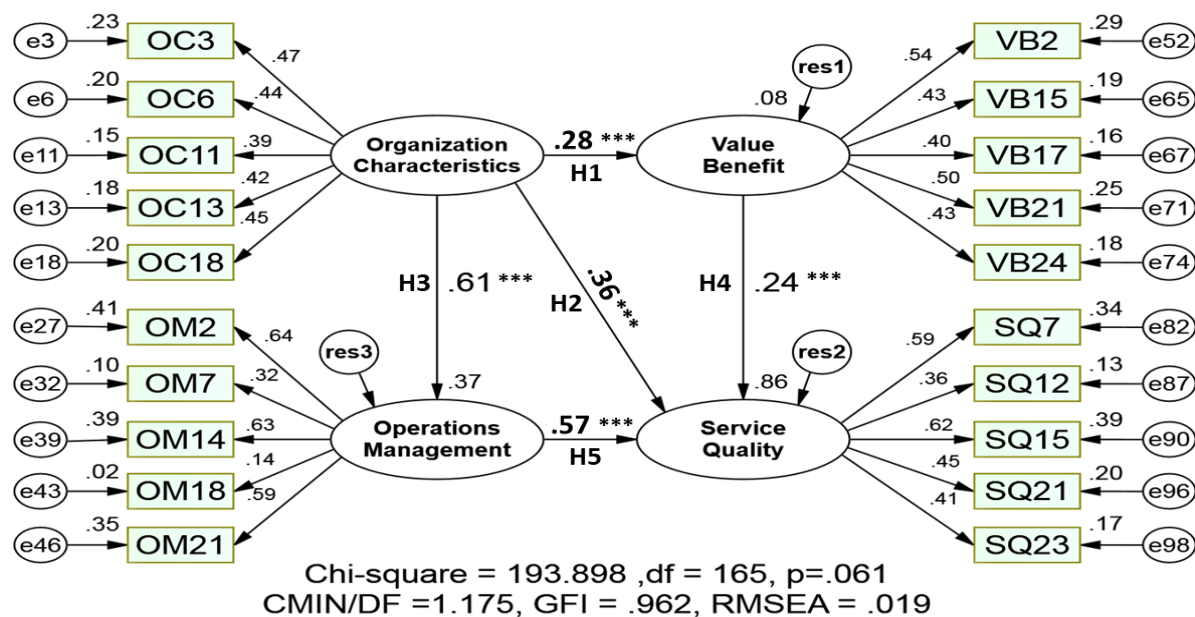 .23
e3
OC3
.47
.20
e6
OC6
.44
.15
e11
OC11
.39
.18
e13
OC13
.42
.20
e18
OC18
.45
Organization
Characteristics
.28 ***
H1
res1
.08
Value
Benefit
.54
VB2
.29
e52
.43
VB15
.19
e65
.40
VB17
.16
e67
.50
VB21
.25
e71
.43
VB24
.18
e74
H3
.61 ***
H2
.36 ***
H4
.24 ***
.41
e27
OM2
.64
.10
e32
OM7
.32
.39
e39
OM14
.63
.02
e43
OM18
.14
.35
e46
OM21
.59
res3
.37
Operations
Management
.57 ***
H5
res2
.86
Service
Quality
.59
SQ7
.34
e82
.36
SQ12
.13
e87
.62
SQ15
.39
e90
.45
SQ21
.20
e96
.41
SQ23
.17
e98
Chi-square = 193.898 ,df = 165, p=.061
CMIN/DF =1.175, GFI = .962, RMSEA = .019